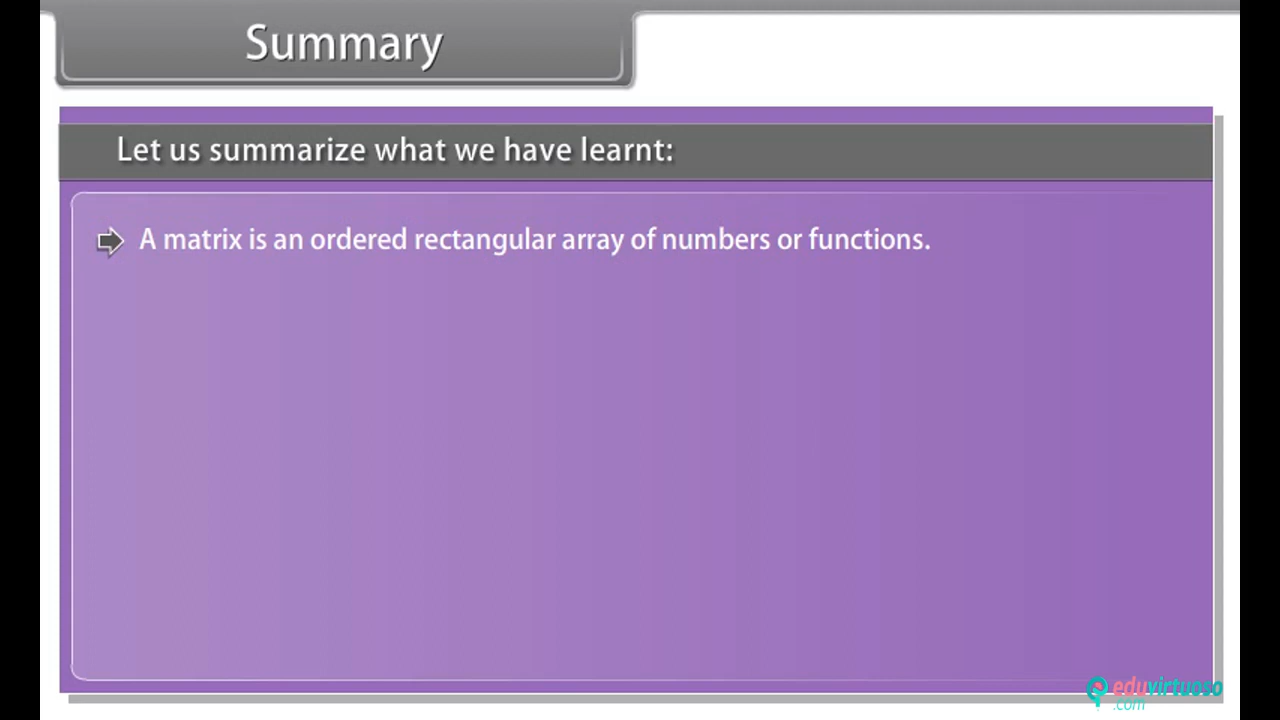 Summary
Let us summarize what we have learnt:
A matrix is an ordered rectangular array of numbers or functions.
eduvirtuoso
.com